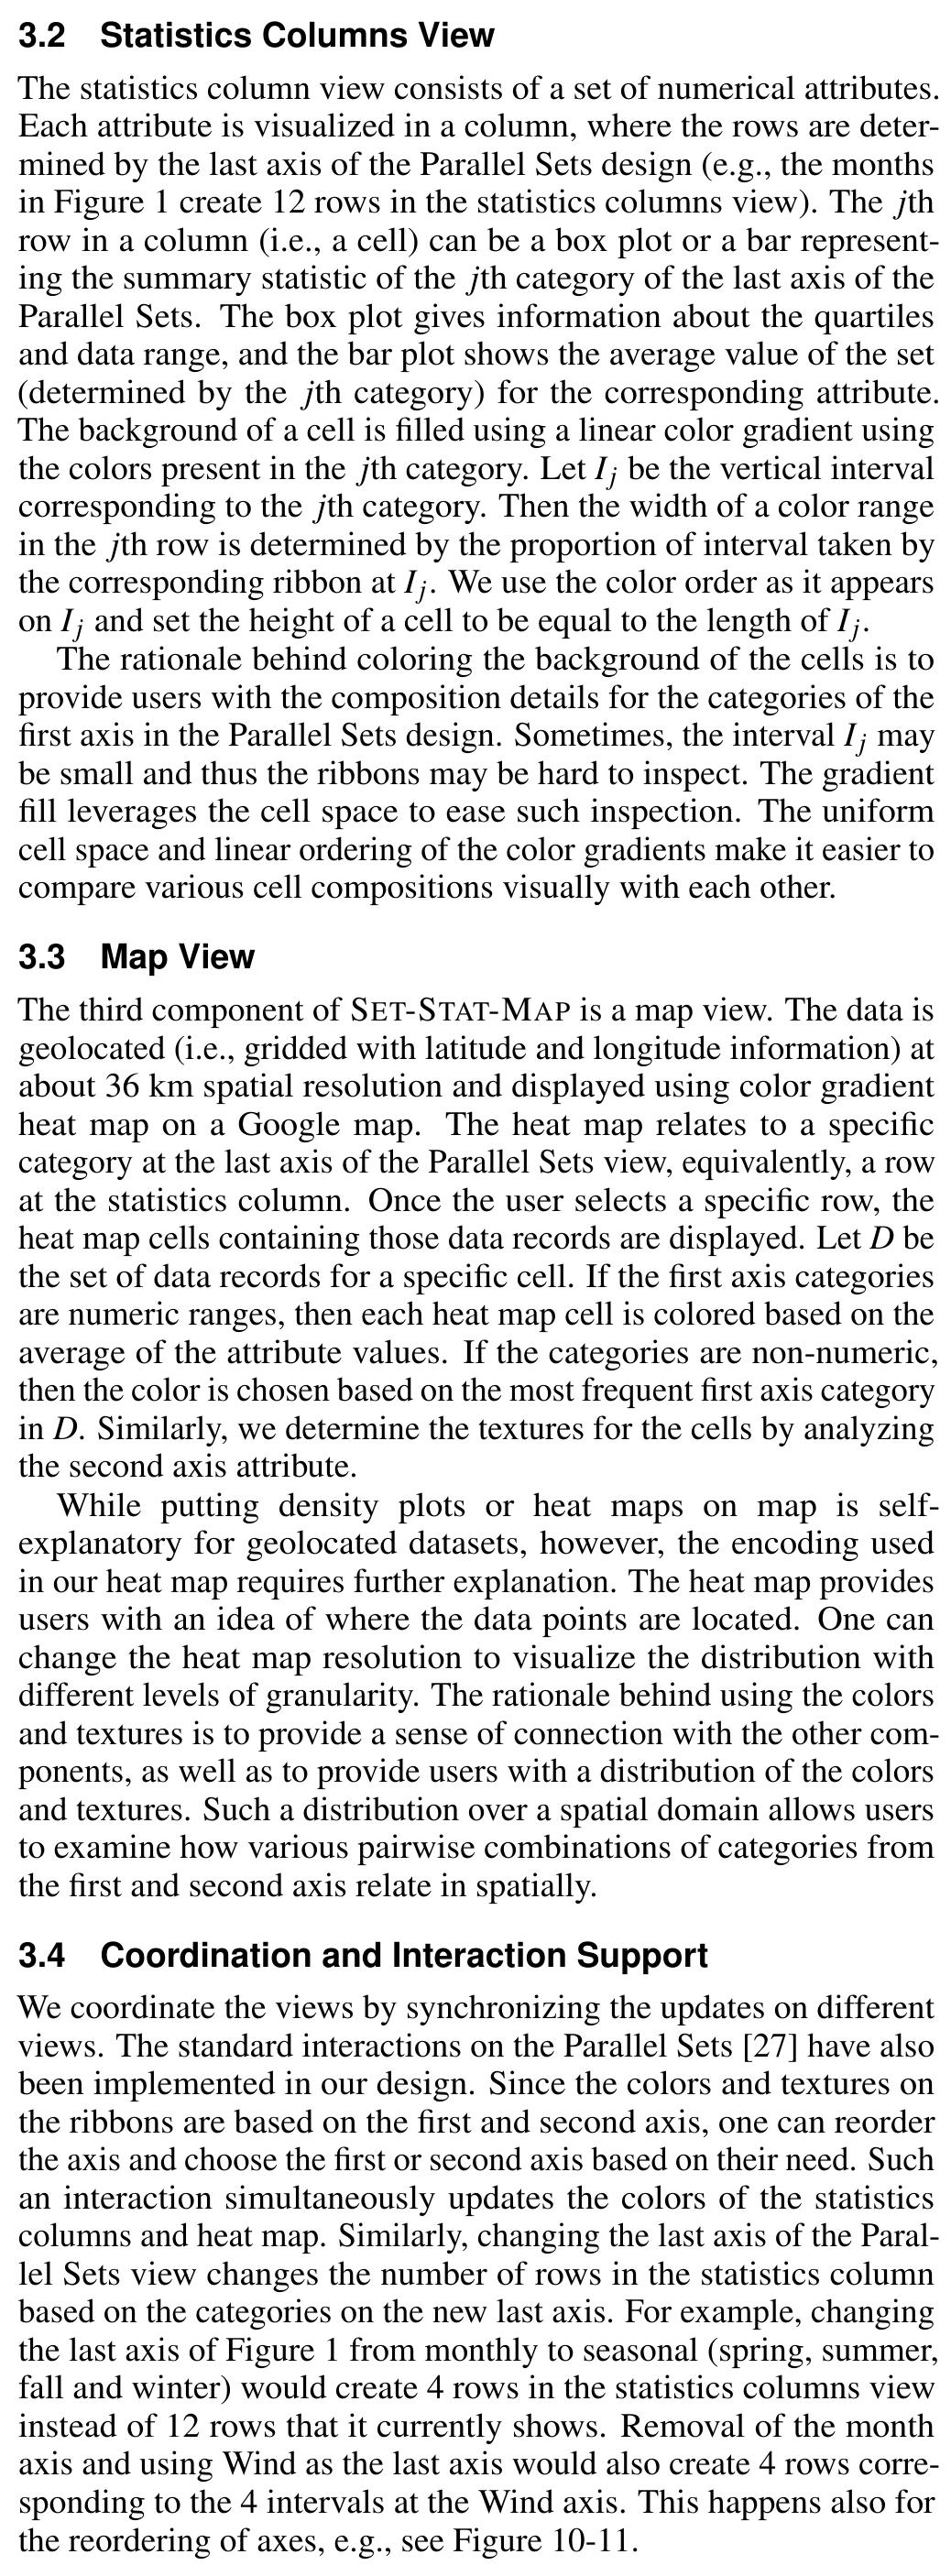 3.2 Statistics Columns View
The statistics column view consists of a set of numerical attributes.
Each attribute is visualized in a column, where the rows are deter-
mined by the last axis of the Parallel Sets design (e.g., the months
in Figure 1 create 12 rows in the statistics columns view). The jth
row in a column (i.e., a cell) can be a box plot or a bar represent-
ing the summary statistic of the jth category of the last axis of the
Parallel Sets. The box plot gives information about the quartiles
and data range, and the bar plot shows the average value of the set
(determined by the jth category) for the corresponding attribute.
The background of a cell is filled using a linear color gradient using
the colors present in the jth category. Let I_j be the vertical interval
corresponding to the jth category. Then the width of a color range
in the jth row is determined by the proportion of interval taken by
the corresponding ribbon at I_j. We use the color order as it appears
on I_j and set the height of a cell to be equal to the length of I_j.
The rationale behind coloring the background of the cells is to
provide users with the composition details for the categories of the
first axis in the Parallel Sets design. Sometimes, the interval I_j may
be small and thus the ribbons may be hard to inspect. The gradient
fill leverages the cell space to ease such inspection. The uniform
cell space and linear ordering of the color gradients make it easier to
compare various cell compositions visually with each other.
3.3 Map View
The third component of SET-STAT-MAP is a map view. The data is
geolocated (i.e., gridded with latitude and longitude information) at
about 36 km spatial resolution and displayed using color gradient
heat map on a Google map. The heat map relates to a specific
category at the last axis of the Parallel Sets view, equivalently, a row
at the statistics column. Once the user selects a specific row, the
heat map cells containing those data records are displayed. Let D be
the set of data records for a specific cell. If the first axis categories
are numeric ranges, then each heat map cell is colored based on the
average of the attribute values. If the categories are non-numeric,
then the color is chosen based on the most frequent first axis category
in D. Similarly, we determine the textures for the cells by analyzing
the second axis attribute.
While putting density plots or heat maps on map is self-
explanatory for geolocated datasets, however, the encoding used
in our heat map requires further explanation. The heat map provides
users with an idea of where the data points are located. One can
change the heat map resolution to visualize the distribution with
different levels of granularity. The rationale behind using the colors
and textures is to provide a sense of connection with the other com-
ponents, as well as to provide users with a distribution of the colors
and textures. Such a distribution over a spatial domain allows users
to examine how various pairwise combinations of categories from
the first and second axis relate in spatially.
3.4 Coordination and Interaction Support
We coordinate the views by synchronizing the updates on different
views. The standard interactions on the Parallel Sets [27] have also
been implemented in our design. Since the colors and textures on
the ribbons are based on the first and second axis, one can reorder
the axis and choose the first or second axis based on their need. Such
an interaction simultaneously updates the colors of the statistics
columns and heat map. Similarly, changing the last axis of the Paral-
lel Sets view changes the number of rows in the statistics column
based on the categories on the new last axis. For example, changing
the last axis of Figure 1 from monthly to seasonal (spring, summer,
fall and winter) would create 4 rows in the statistics columns view
instead of 12 rows that it currently shows. Removal of the month
axis and using Wind as the last axis would also create 4 rows corre-
sponding to the 4 intervals at the Wind axis. This happens also for
the reordering of axes, e.g., see Figure 10-11.